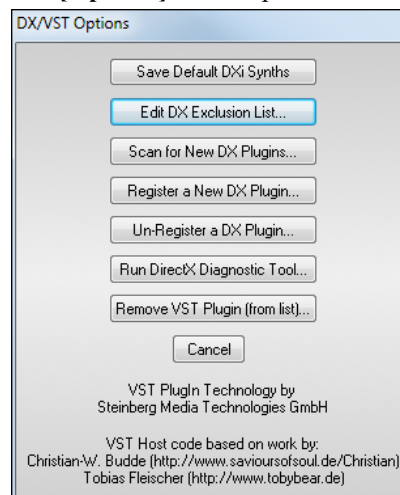 DX/VST Options
Save Default DXi Synths
Edit DX Exclusion List...
Scan for New DX Plugins...
Register a New DX Plugin...
Un-Register a DX Plugin...
Run DirectX Diagnostic Tool...
Remove VST Plugin (from list)...
Cancel
VST PlugIn Technology by
Steinberg Media Technologies GmbH
VST Host code based on work by:
Christian-W. Budde (http://www.savioursofsoul.de/Christian)
Tobias Fleischer (http://www.tobybear.de)